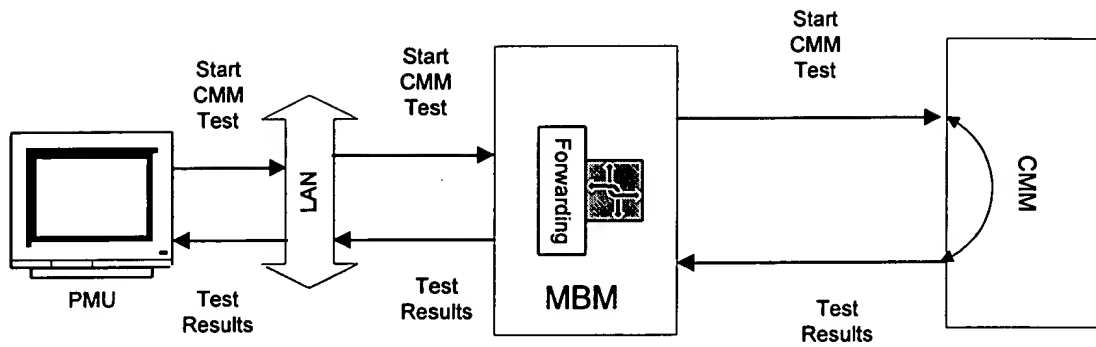 Start
CMM
Test
Start
CMM
Test
Start
CMM
Test
PMU
LAN
Forwarding
MBM
CMM
Test
Results
Test
Results
Test
Results